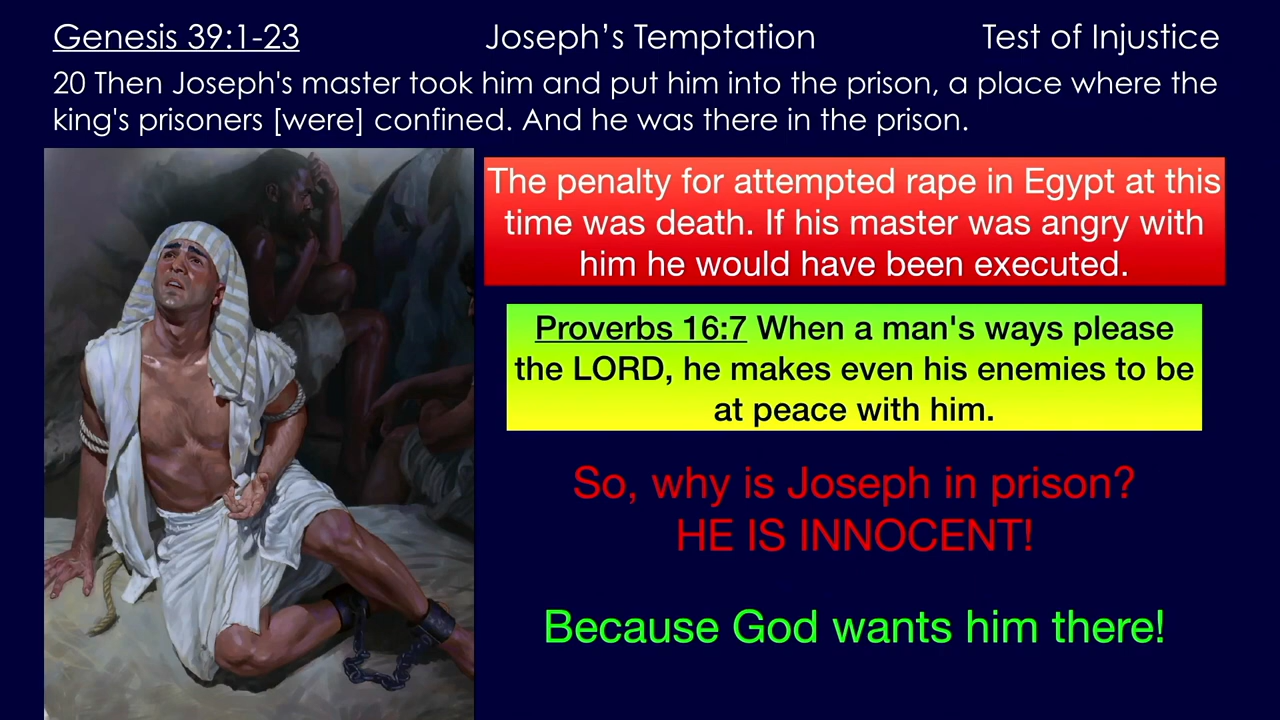 Genesis 39:1-23 Joseph’s Temptation Test of Injustice
20 Then Joseph's master took him and put him into the prison, a place where the
king's prisoners [were] confined. And he was there in the prison.
The penalty for attempted rape in Egypt at this
time was death. If his master was angry with
him he would have been executed.
Proverbs 16:7 When a man's ways please
the LORD, he makes even his enemies to be
at peace with him.
So, why is Joseph in prison?
HE IS INNOCENT!
Because God wants him there!